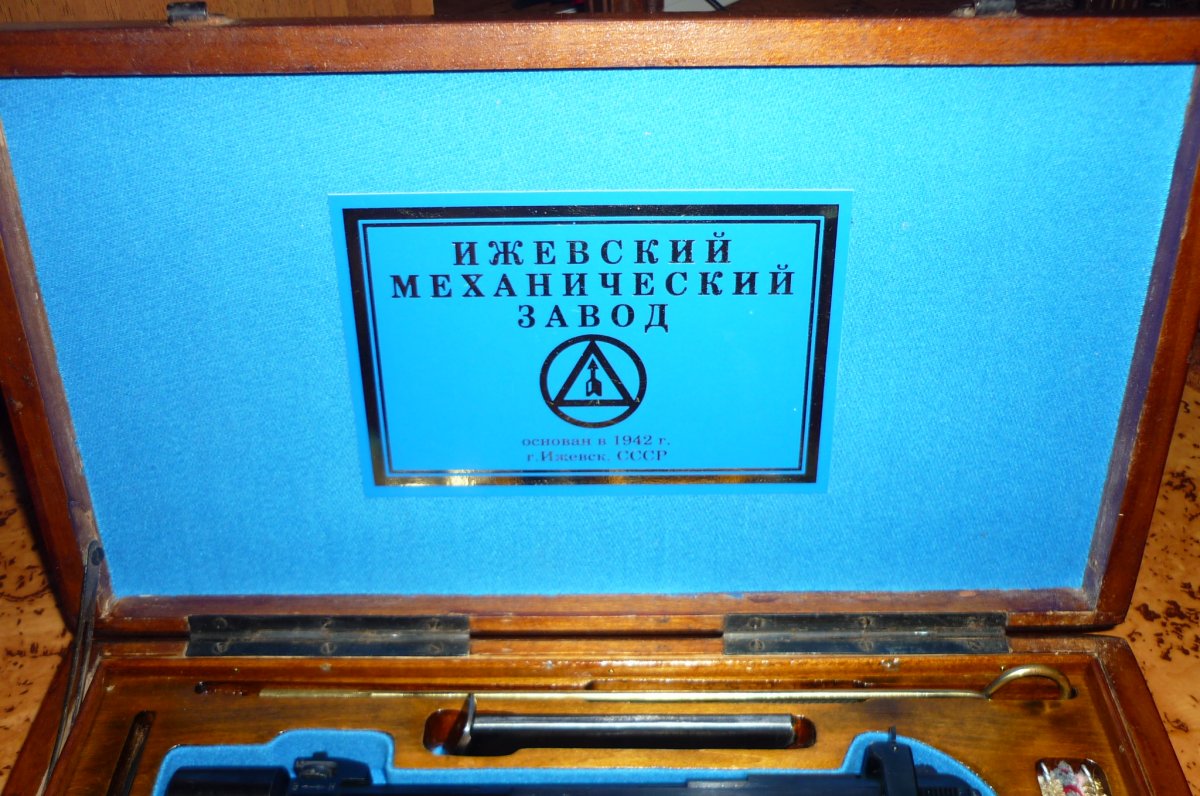 ИЖЕВСКИЙ
МЕХАНИЧЕСКИЙ
ЗАВОД
основан в 1942 г.
г.Ижевск. СССР